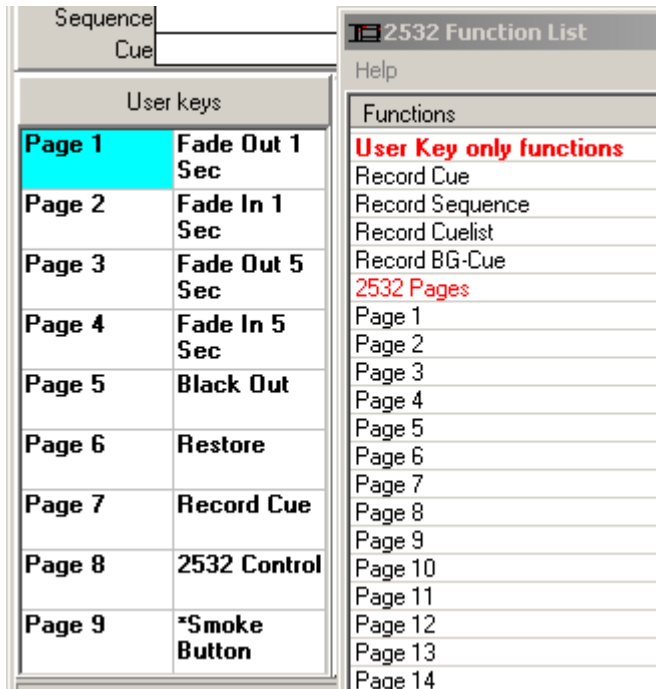 Sequence
Cue
User keys
Page 1
Fade Out 1
Sec
Page 2
Fade In 1
Sec
Page 3
Fade Out 5
Sec
Page 4
Fade In 5
Sec
Page 5
Black Out
Page 6
Restore
Page 7
Record Cue
Page 8
2532 Control
Page 9
*Smoke
Button
2532 Function List
Help
Functions
User Key only functions
Record Cue
Record Sequence
Record Cuelist
Record BG-Cue
2532 Pages
Page 1
Page 2
Page 3
Page 4
Page 5
Page 6
Page 7
Page 8
Page 9
Page 10
Page 11
Page 12
Page 13
Page 14